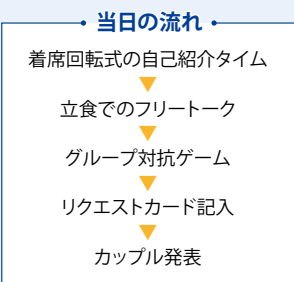 当日の流れ
着席回転式の自己紹介タイム
立食でのフリートーク
グループ対抗ゲーム
リクエストカード記入
カップル発表